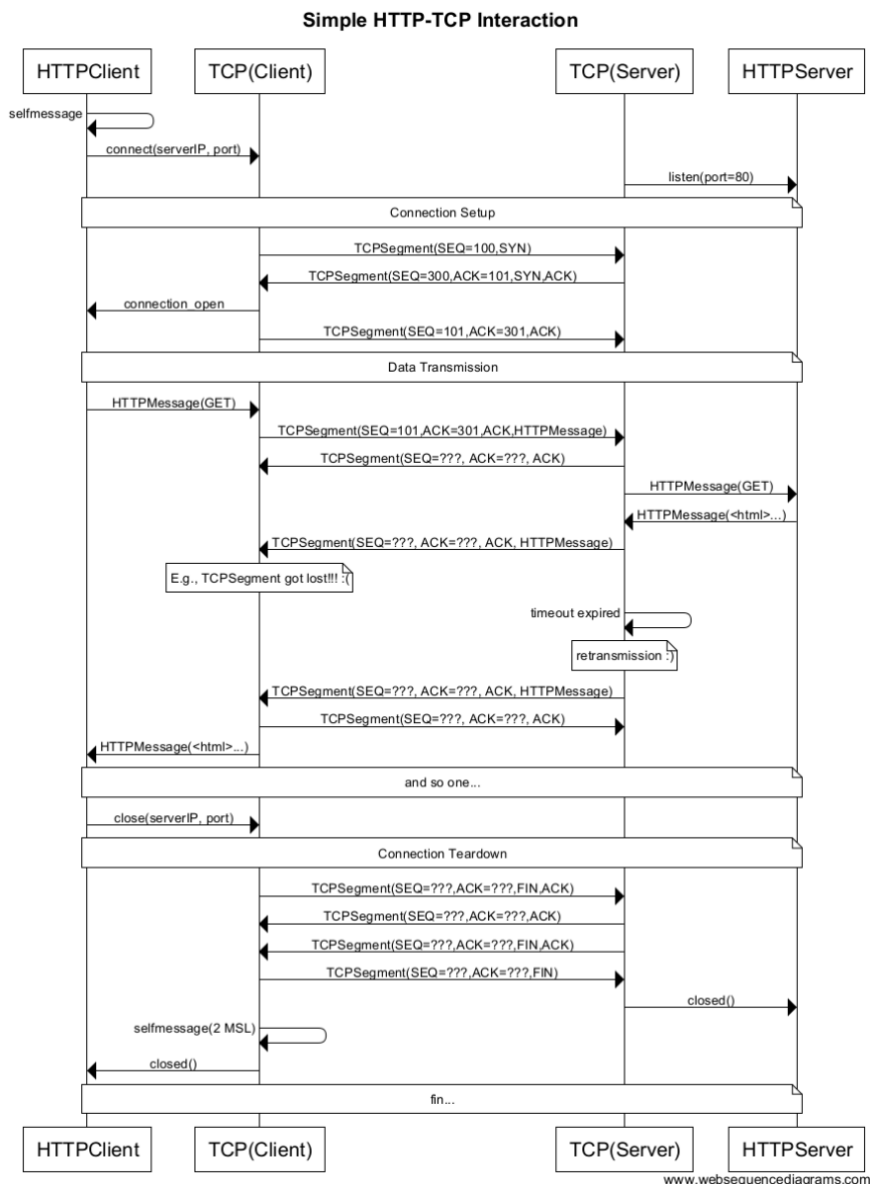 Simple HTTP-TCP Interaction
HTTPClient TCP(Client) TCP(Server) HTTPServer
selfmessage
connect(serverIP, port)
listen(port=80)
Connection Setup
TCPSegment(SEQ=100,SYN)
TCPSegment(SEQ=300,ACK=101,SYN,ACK)
connection_open
TCPSegment(SEQ=101,ACK=301,ACK)
Data Transmission
HTTPMessage(GET)
TCPSegment(SEQ=101,ACK=301,ACK,HTTPMessage)
TCPSegment(SEQ=???, ACK=???, ACK)
HTTPMessage(GET)
HTTPMessage(<html>...)
TCPSegment(SEQ=???, ACK=???, ACK, HTTPMessage)
E.g., TCPSegment got lost!!! :(
timeout expired
retransmission :)
TCPSegment(SEQ=???, ACK=???, ACK, HTTPMessage)
TCPSegment(SEQ=???, ACK=???, ACK)
HTTPMessage(<html>...)
and so one...
close(serverIP, port)
Connection Teardown
TCPSegment(SEQ=???,ACK=???,FIN,ACK)
TCPSegment(SEQ=???,ACK=???,ACK)
TCPSegment(SEQ=???,ACK=???,FIN,ACK)
TCPSegment(SEQ=???,ACK=???,FIN)
closed()
selfmessage(2 MSL)
closed()
fin...
HTTPClient TCP(Client) TCP(Server) HTTPServer
www.websequencediagrams.com